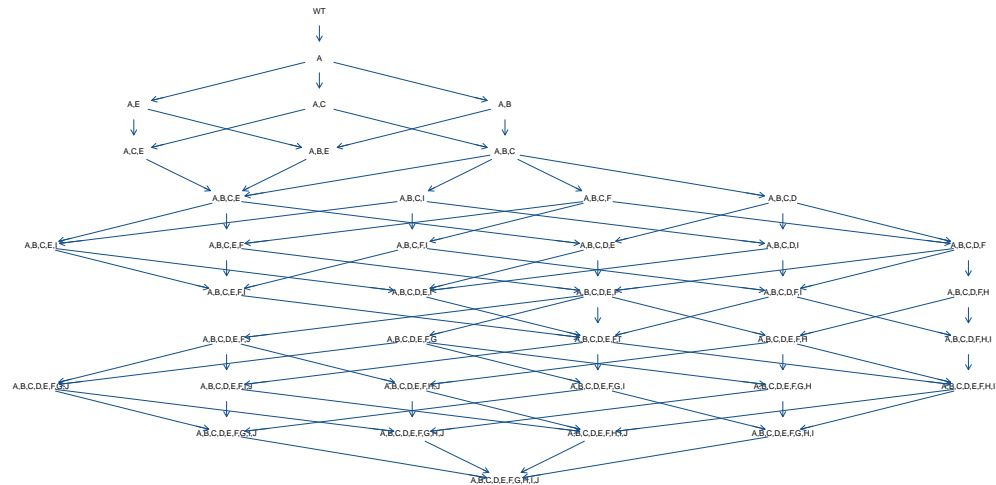 WT
A
A,E A,C A,B
A,C,E A,B,E A,B,C
A,B,C,E A,B,C,I A,B,C,F A,B,C,D
A,B,C,E,I A,B,C,E,F A,B,C,F,I A,B,C,D,E A,B,C,D,I A,B,C,D,F
A,B,C,E,F,I A,B,C,D,E,I A,B,C,D,E,F A,B,C,D,F,I A,B,C,D,F,H
A,B,C,D,E,F,J A,B,C,D,E,F,G A,B,C,D,E,F,I A,B,C,D,E,F,H A,B,C,D,F,H,I
A,B,C,D,E,F,G,J A,B,C,D,E,F,I,J A,B,C,D,E,F,H,J A,B,C,D,E,F,G,I A,B,C,D,E,F,G,H A,B,C,D,E,F,H,I
A,B,C,D,E,F,G,I,J A,B,C,D,E,F,G,H,J A,B,C,D,E,F,H,I,J A,B,C,D,E,F,G,H,I
A,B,C,D,E,F,G,H,I,J